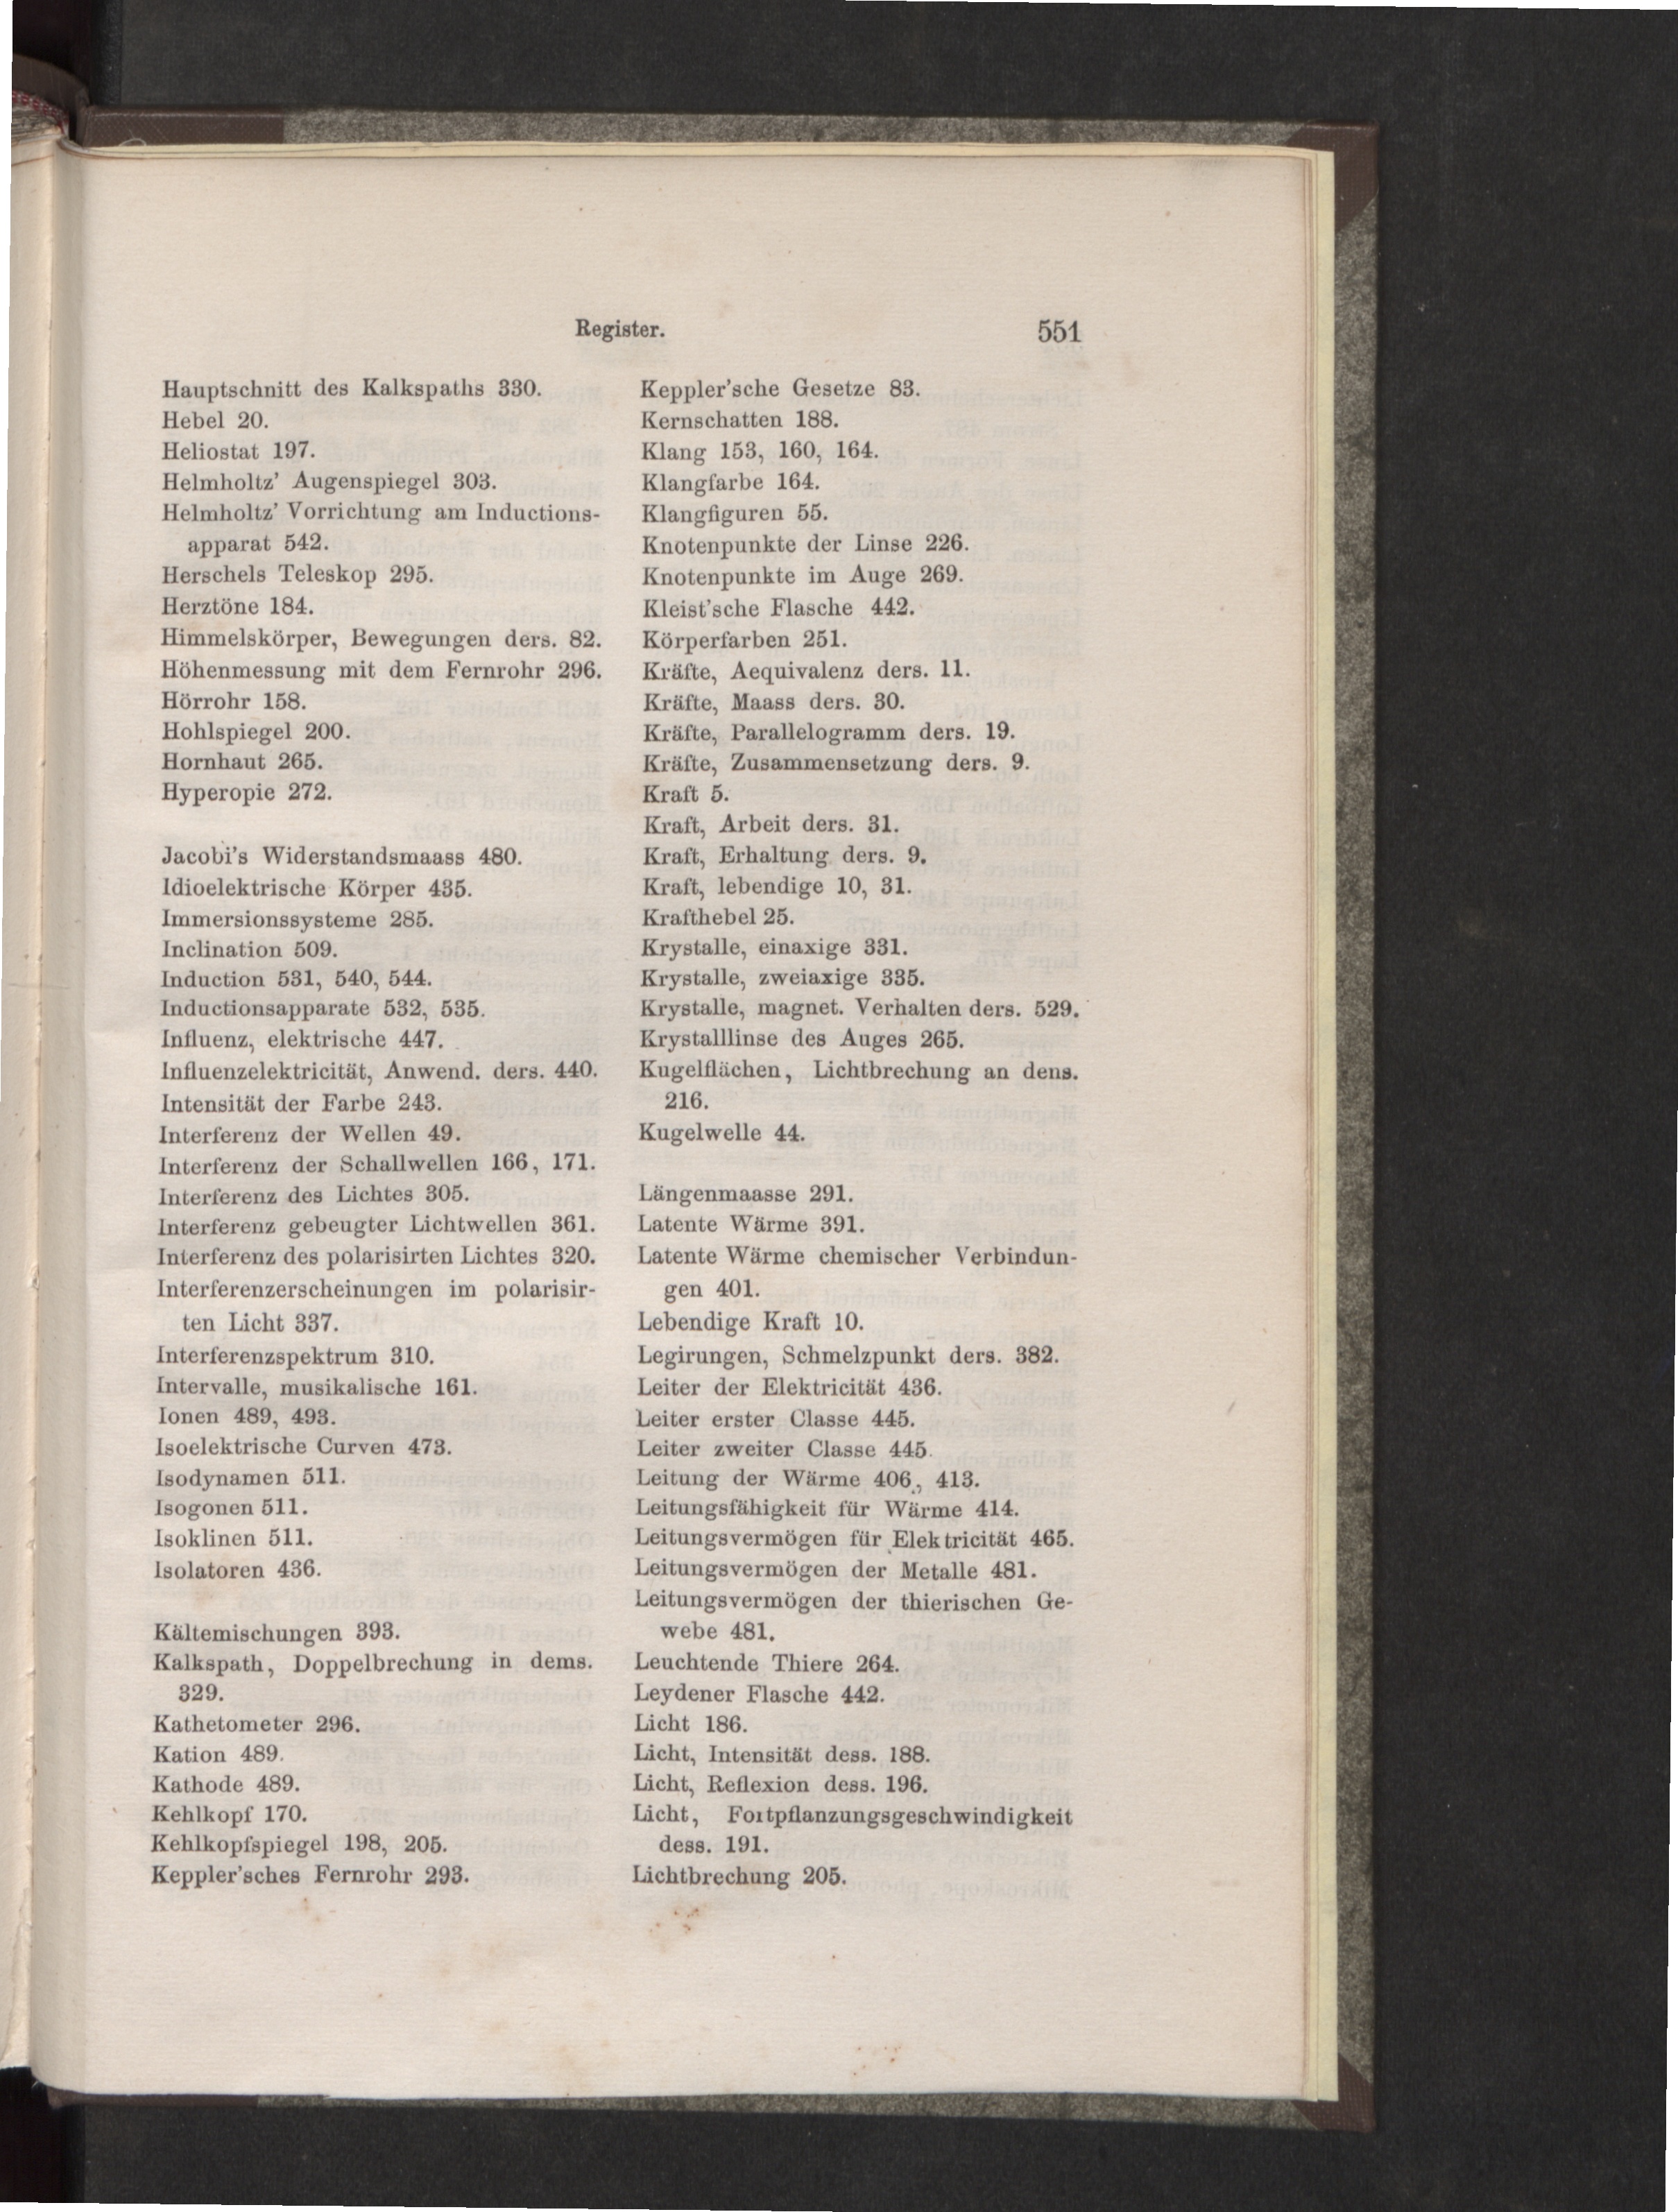 Register.
551
Hauptschnitt des Kalkspaths 330.
Hebel 20.
Heliostat 197.
Helmholtz' Augenspiegel 303.
Helmholtz' Vorrichtung am Inductions-
apparat 542.
Herschels Teleskop 295.
Herztöne 184.
Himmelskörper, Bewegungen ders. 82.
Höhenmessung mit dem Fernrohr 296.
Hörrohr 158.
Hohlspiegel 200.
Hornhaut 265.
Hyperopie 272.
Jacobi's Widerstandsmaass 480.
Idioelektrische Körper 435.
Immersionssysteme 285.
Inclination 509.
Induction 531, 540, 544.
Inductionsapparate 532, 535.
Influenz, elektrische 447.
Influenzelektricität, Anwend. ders. 440.
Intensität der Farbe 243.
Interferenz der Wellen 49.
Interferenz der Schallwellen 166, 171.
Interferenz des Lichtes 305.
Interferenz gebeugter Lichtwellen 361.
Interferenz des polarisirten Lichtes 320.
Interferenzerscheinungen im polarisir-
ten Licht 337.
Interferenzspektrum 310.
Intervalle, musikalische 161.
Ionen 489, 493.
Isoelektrische Curven 473.
Isodynamen 511.
Isogonen 511.
Isoklinen 511.
Isolatoren 436.
Kältemischungen 393.
Kalkspath, Doppelbrechung in dems.
329.
Kathetometer 296.
Kation 489.
Kathode 489.
Kehlkopf 170.
Kehlkopfspiegel 198, 205.
Keppler'sches Fernrohr 293.
Keppler'sche Gesetze 83.
Kernschatten 188.
Klang 153, 160, 164.
Klangfarbe 164.
Klangfiguren 55.
Knotenpunkte der Linse 226.
Knotenpunkte im Auge 269.
Kleist'sche Flasche 442.
Körperfarben 251.
Kräfte, Aequivalenz ders. 11.
Kräfte, Maass ders. 30.
Kräfte, Parallelogramm ders. 19.
Kräfte, Zusammensetzung ders. 9.
Kraft 5.
Kraft, Arbeit ders. 31.
Kraft, Erhaltung ders. 9.
Kraft, lebendige 10, 31.
Krafthebel 25.
Krystalle, einaxige 331.
Krystalle, zweiaxige 335.
Krystalle, magnet. Verhalten ders. 529.
Krystalllinse des Auges 265.
Kugelflächen, Lichtbrechung an dens.
216.
Kugelwelle 44.
Längenmaasse 291.
Latente Wärme 391.
Latente Wärme chemischer Verbindun-
gen 401.
Lebendige Kraft 10.
Legirungen, Schmelzpunkt ders. 382.
Leiter der Elektricität 436.
Leiter erster Classe 445.
Leiter zweiter Classe 445.
Leitung der Wärme 406, 413.
Leitungsfähigkeit für Wärme 414.
Leitungsvermögen für Elektricität 465.
Leitungsvermögen der Metalle 481.
Leitungsvermögen der thierischen Ge-
webe 481.
Leuchtende Thiere 264.
Leydener Flasche 442.
Licht 186.
Licht, Intensität dess. 188.
Licht, Reflexion dess. 196.
Licht, Fortpflanzungsgeschwindigkeit
dess. 191.
Lichtbrechung 205.